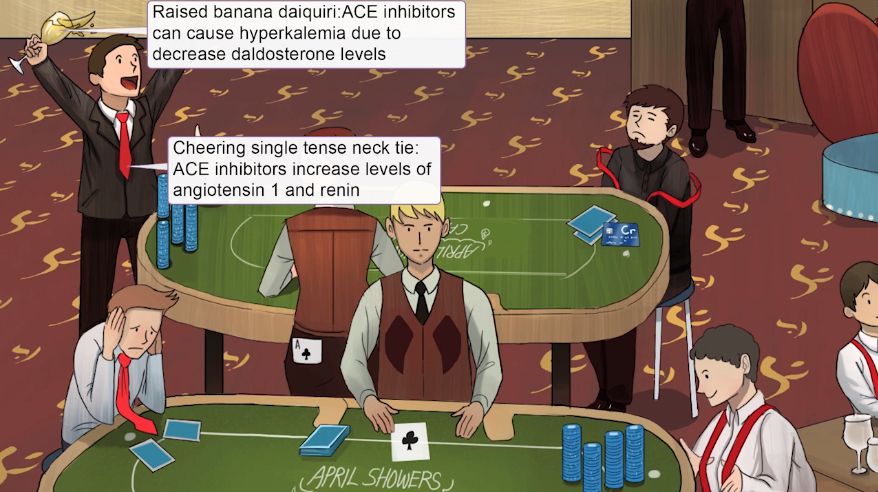 Raised banana daiquiri:ACE inhibitors
can cause hyperkalemia due to
decrease daldosterone levels
Cheering single tense neck tie:
ACE inhibitors increase levels of
angiotensin 1 and renin
Cr
APRIL
A
APRIL SHOWERS